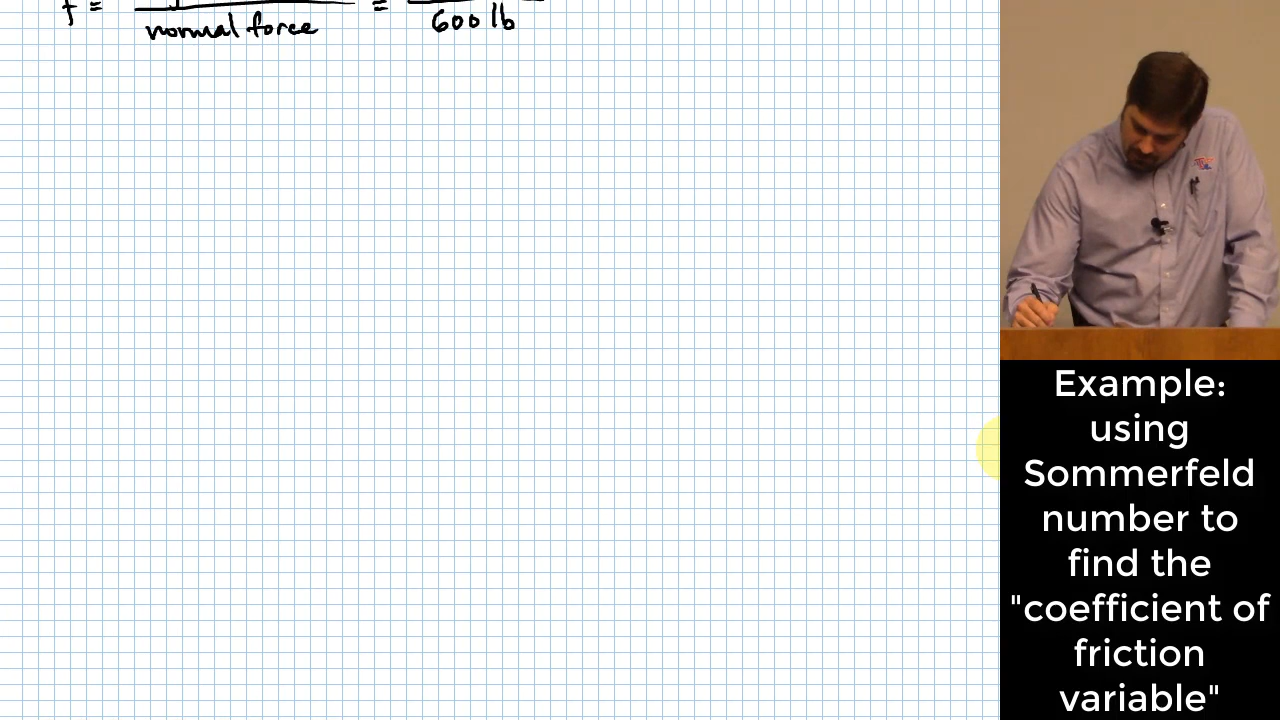 f = normal force = 600 lb
Example:
using
Sommerfeld
number to
find the
"coefficient of
friction
variable"